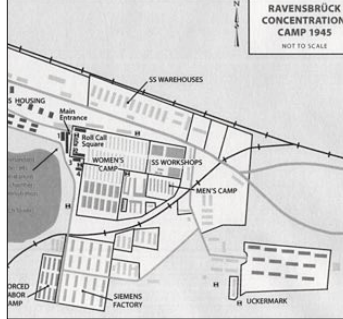 N
RAVENSBRÜCK
CONCENTRATION
CAMP 1945
NOT TO SCALE
SS WAREHOUSES
S HOUSING
Main
Entrance
Roll Call
Square
WOMEN'S
CAMP
SS WORKSHOPS
MEN'S CAMP
ORCED
ABOR
AMP
SIEMENS
FACTORY
UCKERMARK